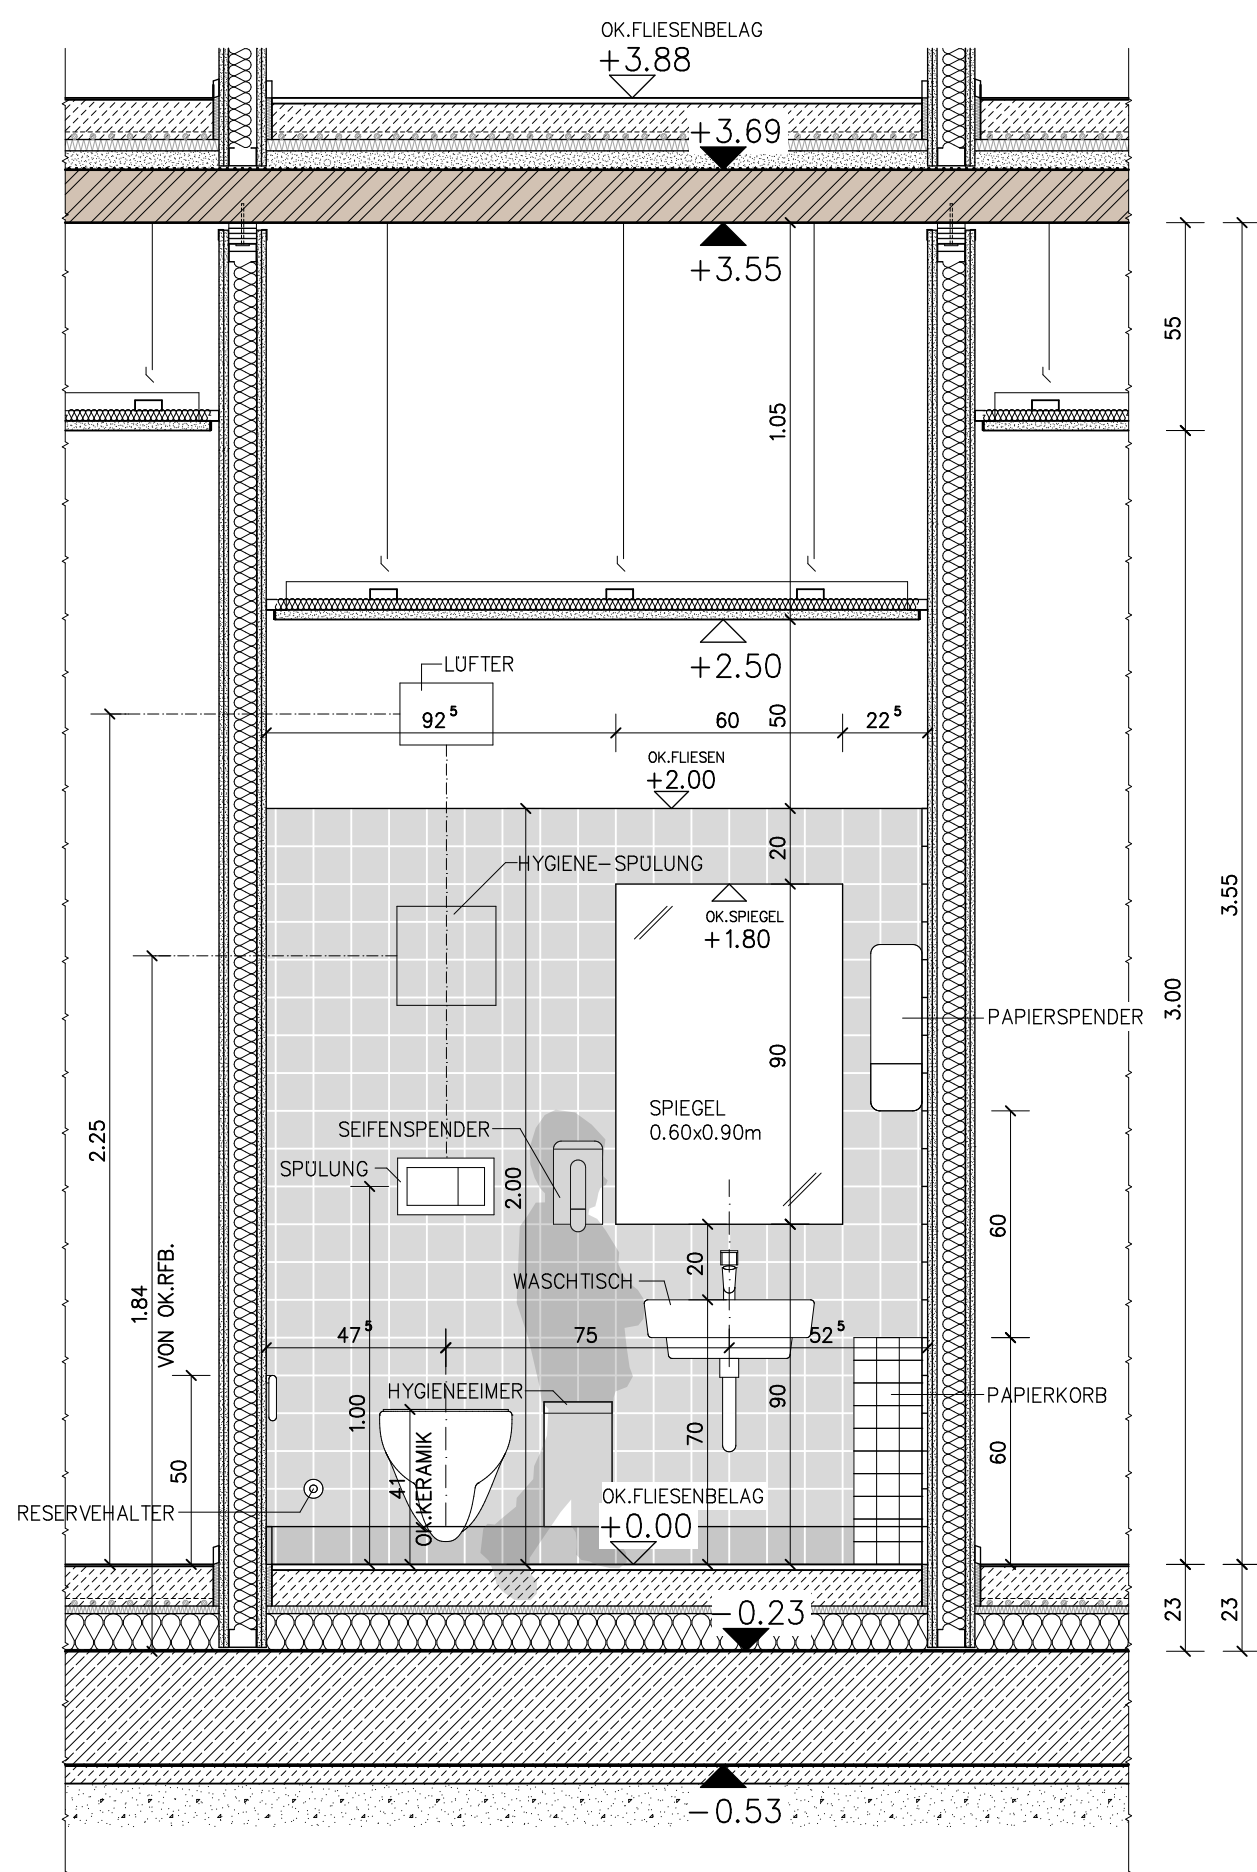 OK.FLIESENBELAG
+3.88
+3.69
+3.55
55
1.05
+2.50
LÜFTER
92⁵
60
50
22⁵
OK.FLIESEN
+2.00
20
HYGIENE-SPÜLUNG
OK.SPIEGEL
+1.80
3.55
3.00
PAPIERSPENDER
90
SPIEGEL
0.60x0.90m
SEIFENSPENDER
2.25
SPÜLUNG
2.00
60
20
WASCHTISCH
1.84
VON OK.RFB.
47⁵
75
52⁵
HYGIENEEIMER
90
PAPIERKORB
1.00
70
60
50
41
OK.KERAMIK
RESERVEHALTER
OK.FLIESENBELAG
+0.00
-0.23
23
23
-0.53